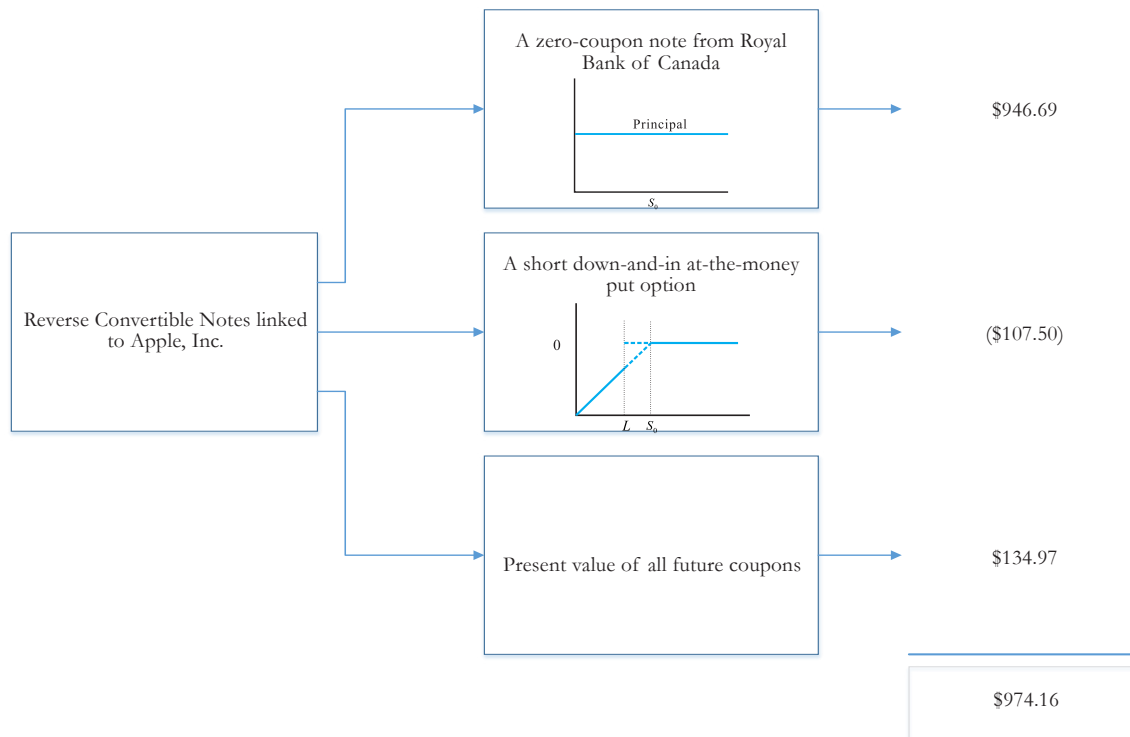 A zero-coupon note from Royal
Bank of Canada
Principal
S₀
$946.69
Reverse Convertible Notes linked
to Apple, Inc.
A short down-and-in at-the-money
put option
0
L S₀
($107.50)
Present value of all future coupons
$134.97
$974.16